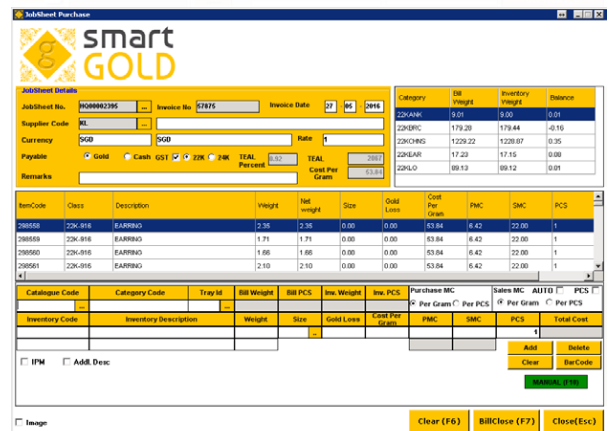 JobSheet Purchase
smart
GOLD
JobSheet Details
JobSheet No. HQ00002395 ... Invoice No 57075 Invoice Date 27 - 05 - 2016
Supplier Code KL ...
Currency SGD SGD Rate 1
Payable Gold Cash GST 22K 24K TEAL Percent 0.92 TEAL 2007
Remarks Cost Per Gram 53.84
Category Bill Weight Inventory Weight Balance
22KANK 9.01 9.00 0.01
22KDRC 179.28 179.44 -0.16
22KCHNS 1229.22 1228.87 0.35
22KEAR 17.23 17.15 0.08
22KLO 89.13 89.12 0.01
ItemCode Class Description Weight Net weight Size Gold Loss Cost Per Gram PMC SMC PCS
298558 22K-916 EARRING 2.35 2.35 0.00 0.00 53.84 6.42 22.00 1
298559 22K-916 EARRING 1.71 1.71 0.00 0.00 53.84 6.42 22.00 1
298560 22K-916 EARRING 1.66 1.66 0.00 0.00 53.84 6.42 22.00 1
298561 22K-916 EARRING 2.10 2.10 0.00 0.00 53.84 6.42 22.00 1
Catalogue Code Category Code Tray Id Bill Weight Bill PCS Inv. Weight Inv. PCS Purchase MC Sales MC AUTO PCS
... ... Per Gram Per PCS Per Gram Per PCS
Inventory Code Inventory Description Weight Size Gold Loss Cost Per Gram PMC SMC PCS Total Cost
... 1
Add Delete
IPM Addl. Desc Clear BarCode
MANUAL (F10)
Image Clear (F6) BillClose (F7) Close(Esc)